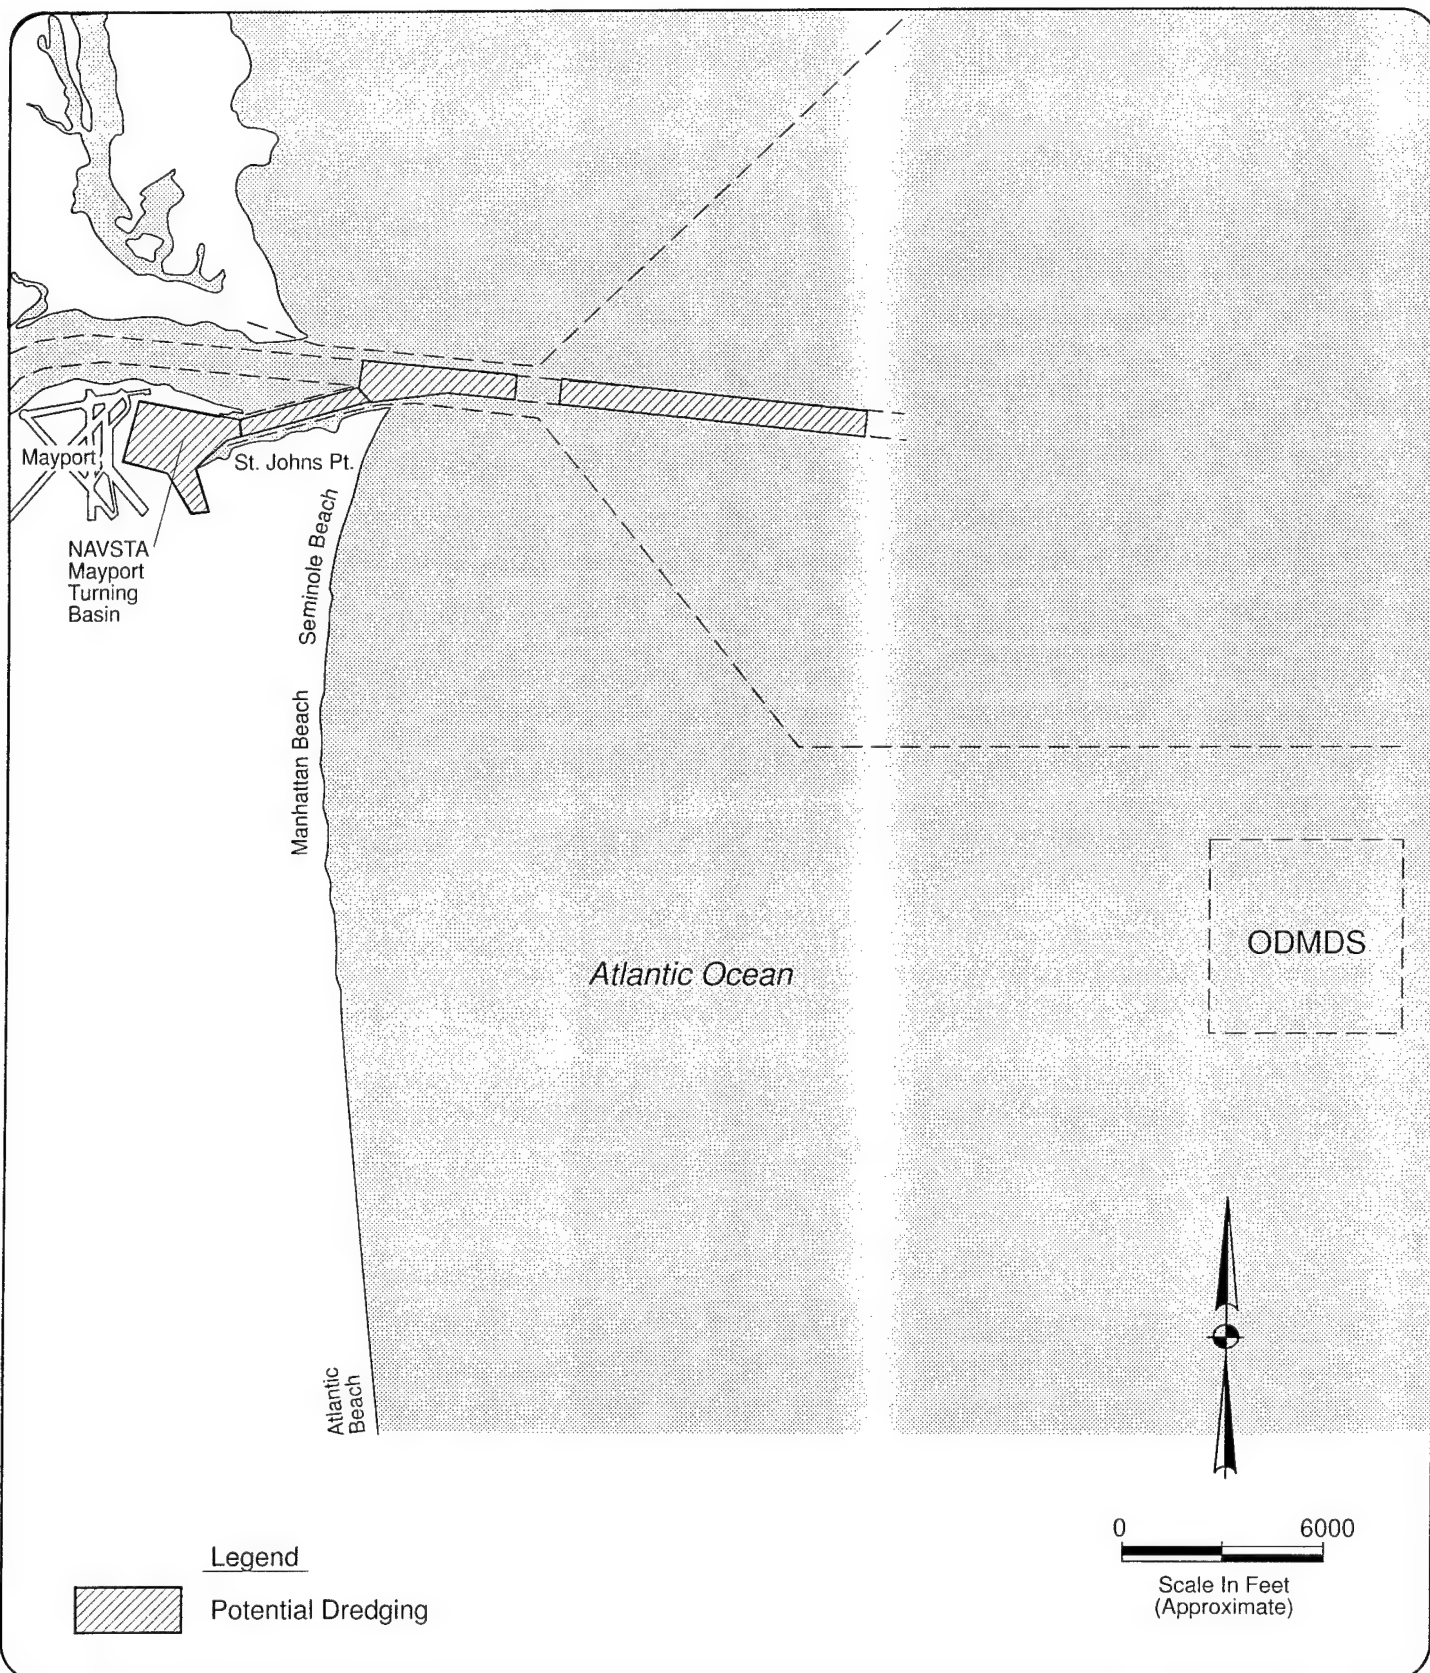 Mayport
St. Johns Pt.
NAVSTA
Mayport
Turning
Basin
Seminole Beach
Manhattan Beach
ODMDS
Atlantic Ocean
Atlantic
Beach
0 6000
Scale In Feet
(Approximate)
Legend
Potential Dredging